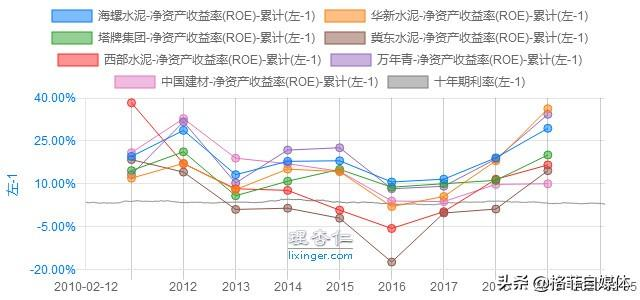 海螺水泥-净资产收益率(ROE)-累计(左-1) 华新水泥-净资产收益率(ROE)-累计(左-1)
塔牌集团-净资产收益率(ROE)-累计(左-1) 冀东水泥-净资产收益率(ROE)-累计(左-1)
西部水泥-净资产收益率(ROE)-累计(左-1) 万年青-净资产收益率(ROE)-累计(左-1)
中国建材-净资产收益率(ROE)-累计(左-1) 十年期利率(左-1)
40.00%
25.00%
10.00%
-5.00%
-20.00%
左-1
理杏仁
lixinger.com
2010-02-12 2012 2013 2014 2015 2016 2017
头条@格菲自媒体